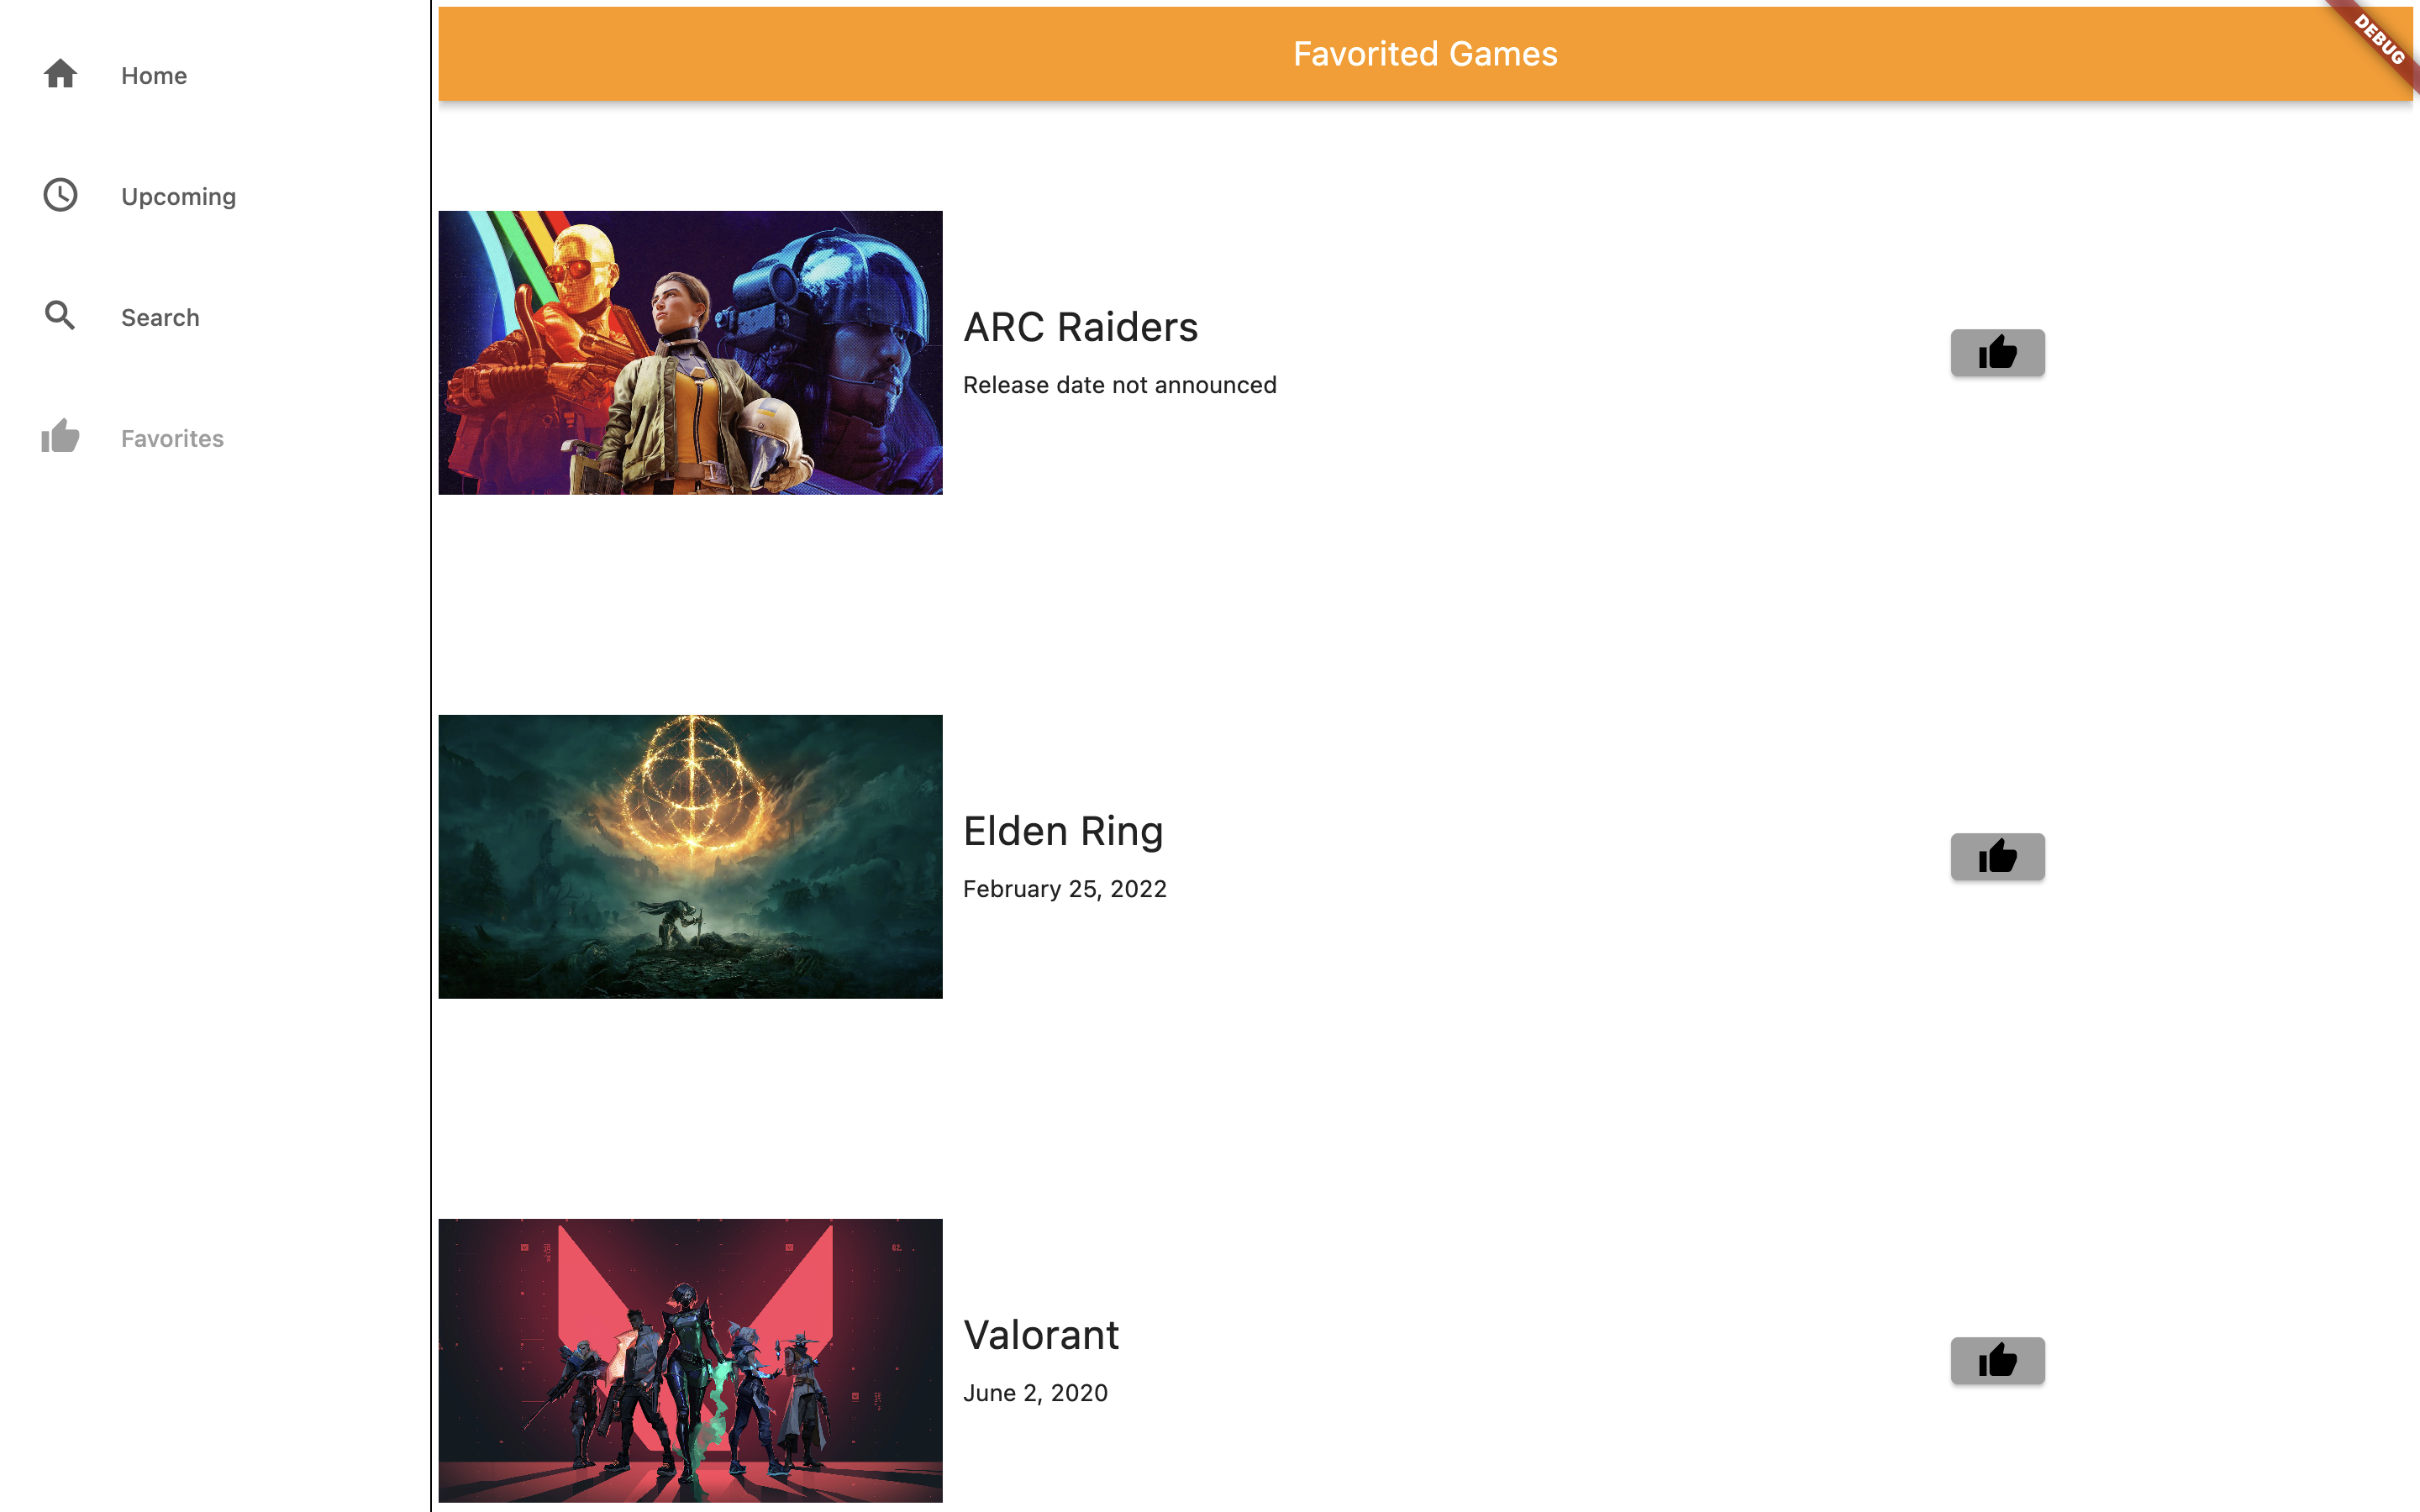 Home
Upcoming
Search
Favorites
Favorited Games
DEBUG
ARC Raiders
Release date not announced
Elden Ring
February 25, 2022
Valorant
June 2, 2020